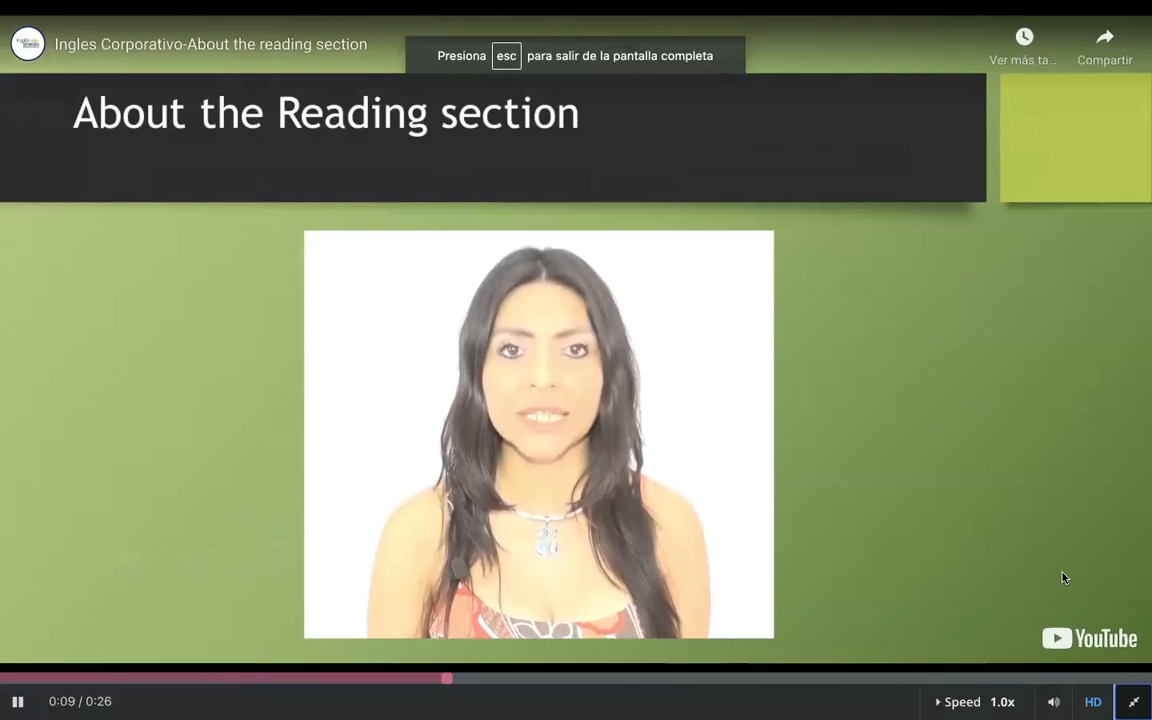 Ingles Corporativo-About the reading section
Presiona esc para salir de la pantalla completa
Ver más ta...
Compartir
About the Reading section
YouTube
0:09 / 0:26
Speed 1.0x
HD